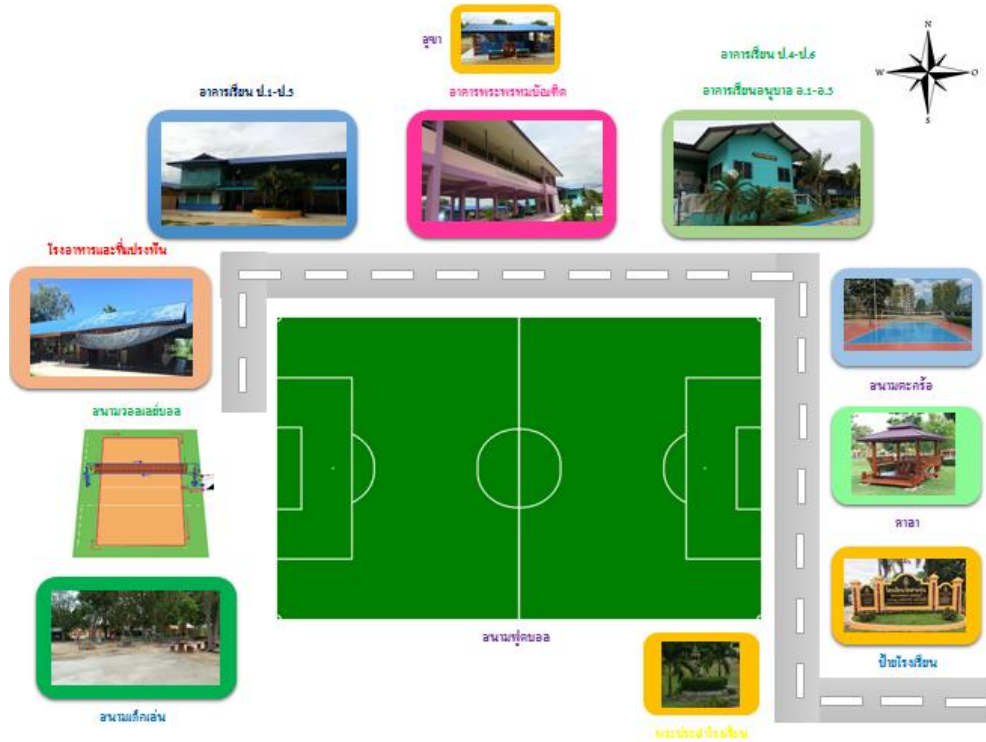 N
สุขา
อาคารเรียน ป.4-ป.6
W
O
อาคารเรียน ป.1-ป.3
อาคารพระพรหมบัณฑิต
อาคารเรียนอนุบาล อ.1-อ.3
S
โรงอาหารและที่แปรงฟัน
สนามวอลเลย์บอล
สนามตะกร้อ
ศาลา
สนามฟุตบอล
ป้ายโรงเรียน
สนามเด็กเล่น
พระประจำโรงเรียน